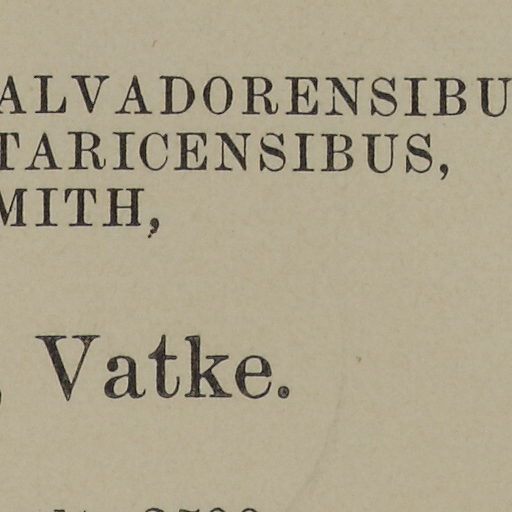 ALVADORENSIBU
TARICENSIBUS,
MITH,
, Vatke.